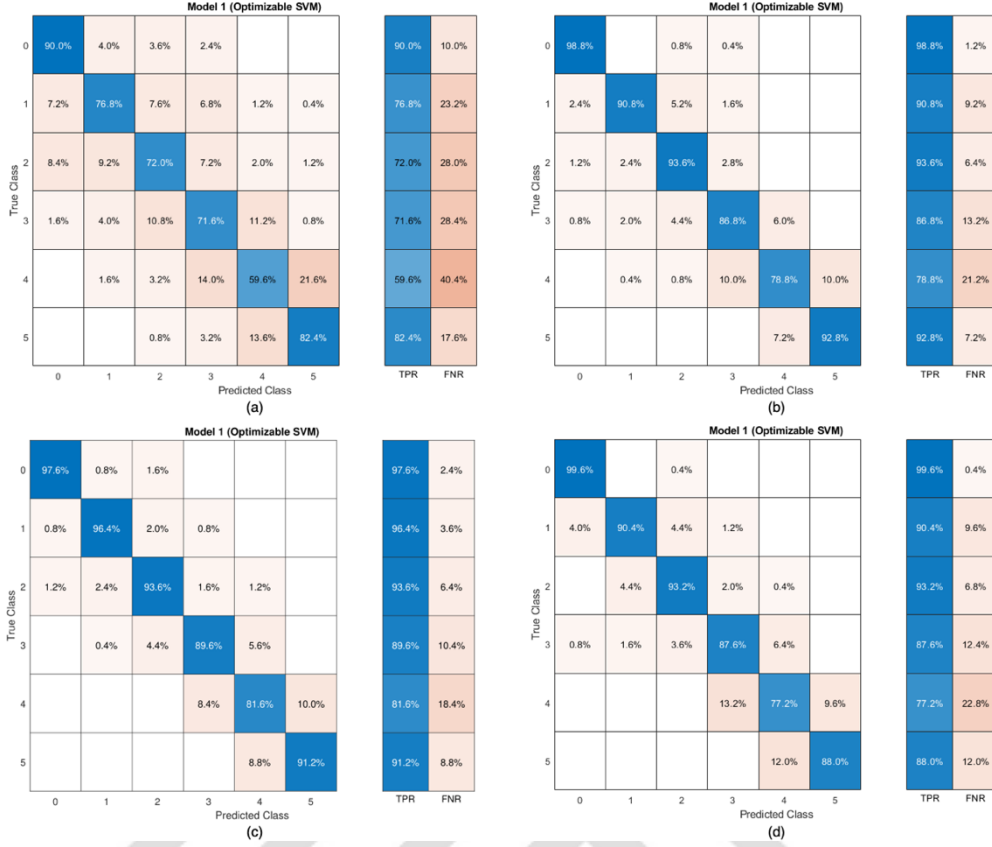 Model 1 (Optimizable SVM)
0 90.0% 4.0% 3.6% 2.4% 90.0% 10.0%
1 7.2% 76.8% 7.6% 6.8% 1.2% 0.4% 76.8% 23.2%
2 8.4% 9.2% 72.0% 7.2% 2.0% 1.2% 72.0% 28.0%
3 1.6% 4.0% 10.8% 71.6% 11.2% 0.8% 71.6% 28.4%
4 1.6% 3.2% 14.0% 59.6% 21.6% 59.6% 40.4%
5 0.8% 3.2% 13.6% 82.4% 82.4% 17.6%
True Class
0 1 2 3 4 5 TPR FNR
Predicted Class
(a)
Model 1 (Optimizable SVM)
0 98.8% 0.8% 0.4% 98.8% 1.2%
1 2.4% 90.8% 5.2% 1.6% 90.8% 9.2%
2 1.2% 2.4% 93.6% 2.8% 93.6% 6.4%
3 0.8% 2.0% 4.4% 86.8% 6.0% 86.8% 13.2%
4 0.4% 0.8% 10.0% 78.8% 10.0% 78.8% 21.2%
5 7.2% 92.8% 92.8% 7.2%
True Class
0 1 2 3 4 5 TPR FNR
Predicted Class
(b)
Model 1 (Optimizable SVM)
0 97.6% 0.8% 1.6% 97.6% 2.4%
1 0.8% 96.4% 2.0% 0.8% 96.4% 3.6%
2 1.2% 2.4% 93.6% 1.6% 1.2% 93.6% 6.4%
3 0.4% 4.4% 89.6% 5.6% 89.6% 10.4%
4 8.4% 81.6% 10.0% 81.6% 18.4%
5 8.8% 91.2% 91.2% 8.8%
True Class
0 1 2 3 4 5 TPR FNR
Predicted Class
(c)
Model 1 (Optimizable SVM)
0 99.6% 0.4% 99.6% 0.4%
1 4.0% 90.4% 4.4% 1.2% 90.4% 9.6%
2 4.4% 93.2% 2.0% 0.4% 93.2% 6.8%
3 0.8% 1.6% 3.6% 87.6% 6.4% 87.6% 12.4%
4 13.2% 77.2% 9.6% 77.2% 22.8%
5 12.0% 88.0% 88.0% 12.0%
True Class
0 1 2 3 4 5 TPR FNR
Predicted Class
(d)